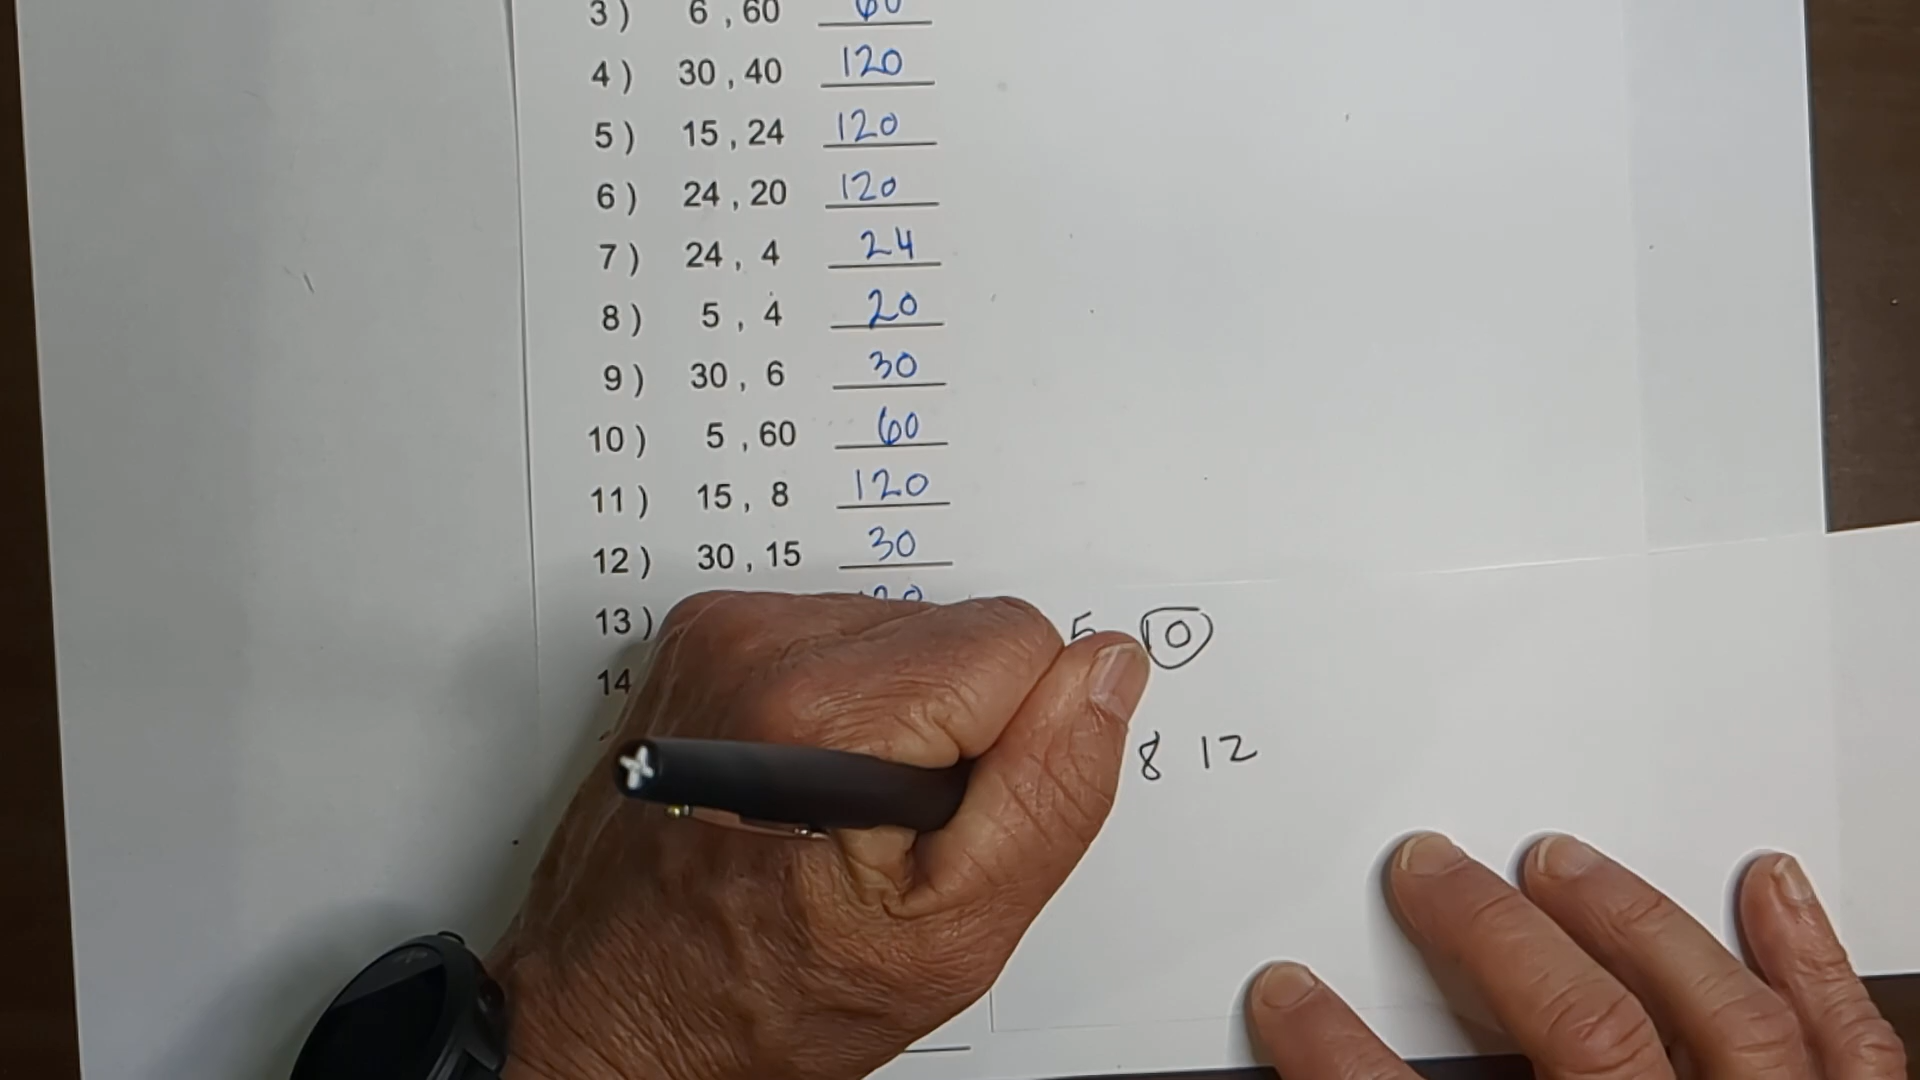 3 ) 6 , 60 60
4 ) 30 , 40 120
5 ) 15 , 24 120
6 ) 24 , 20 120
7 ) 24 , 4 24
8 ) 5 , 4 20
9 ) 30 , 6 30
10 ) 5 , 60 60
11 ) 15 , 8 120
12 ) 30 , 15 30
13 ) 5 10
14
8 12